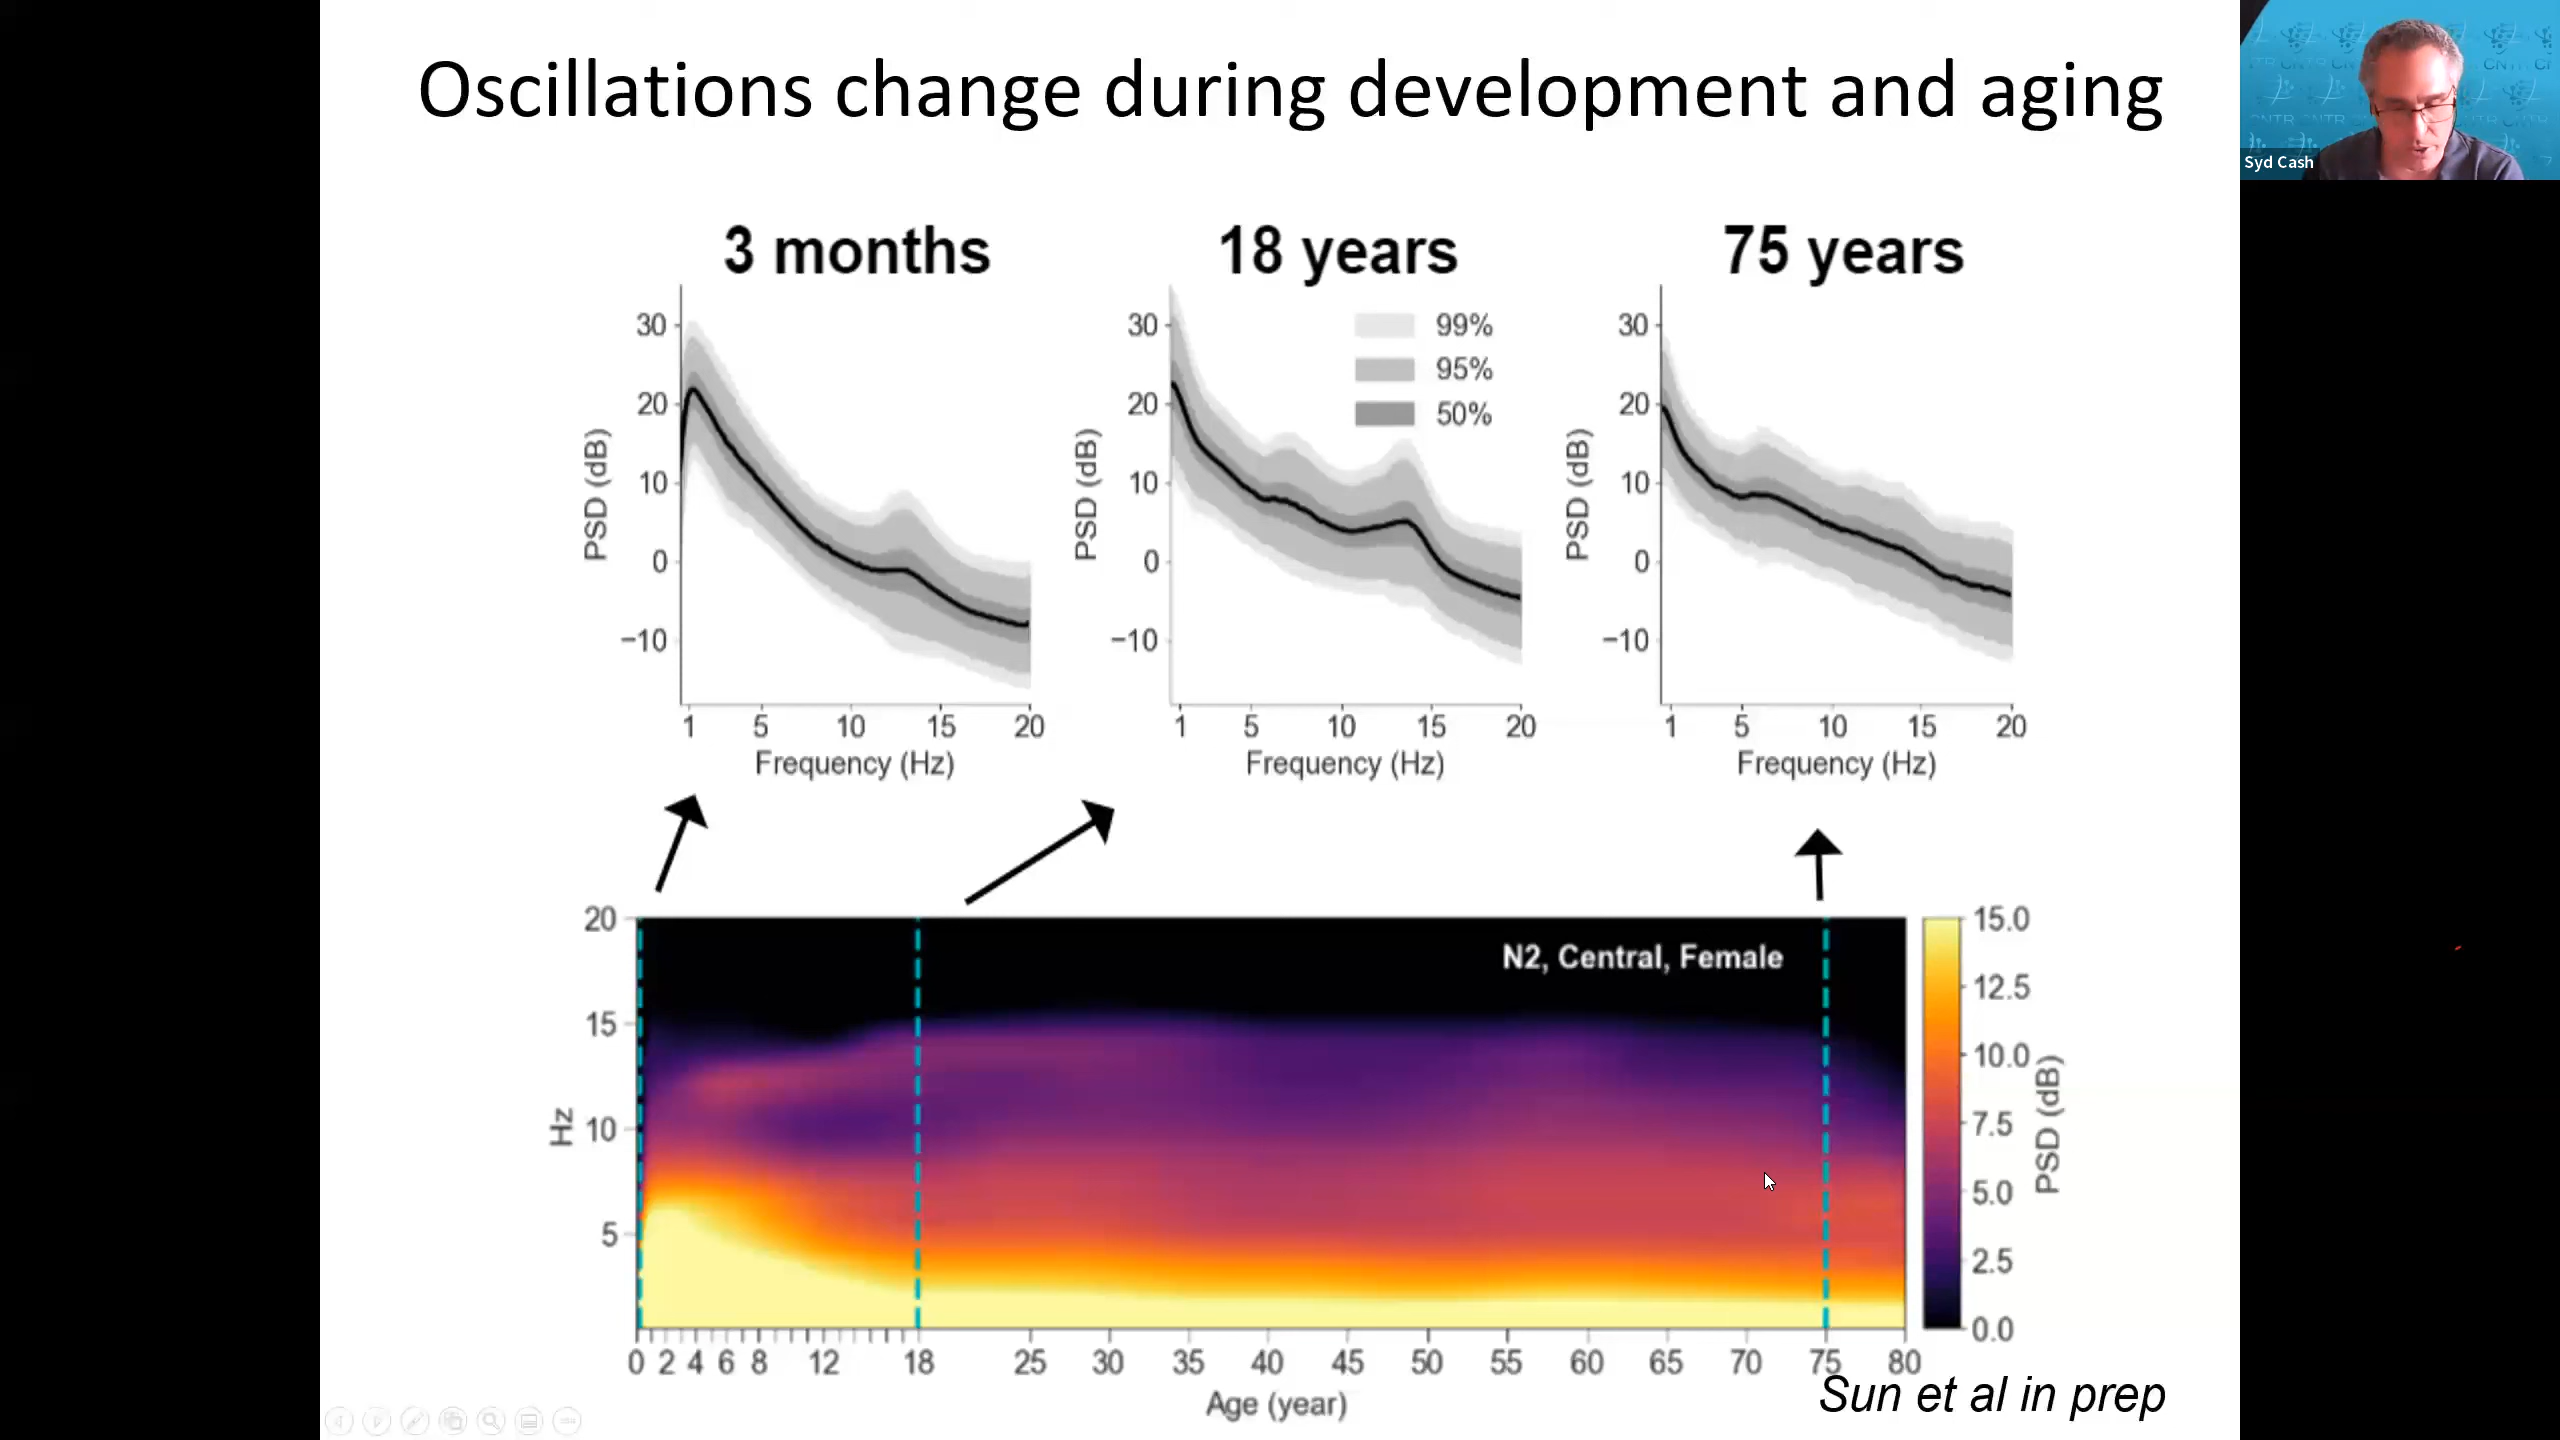 Oscillations change during development and aging
Syd Cash
CNTR
3 months
18 years
75 years
30
20
10
0
−10
PSD (dB)
1 5 10 15 20
Frequency (Hz)
30
20
10
0
−10
PSD (dB)
99%
95%
50%
1 5 10 15 20
Frequency (Hz)
30
20
10
0
−10
PSD (dB)
1 5 10 15 20
Frequency (Hz)
20
15
10
5
Hz
N2, Central, Female
15.0
12.5
10.0
7.5
5.0
2.5
0.0
PSD (dB)
0 2 4 6 8 12 18 25 30 35 40 45 50 55 60 65 70 75 80
Age (year)
Sun et al in prep